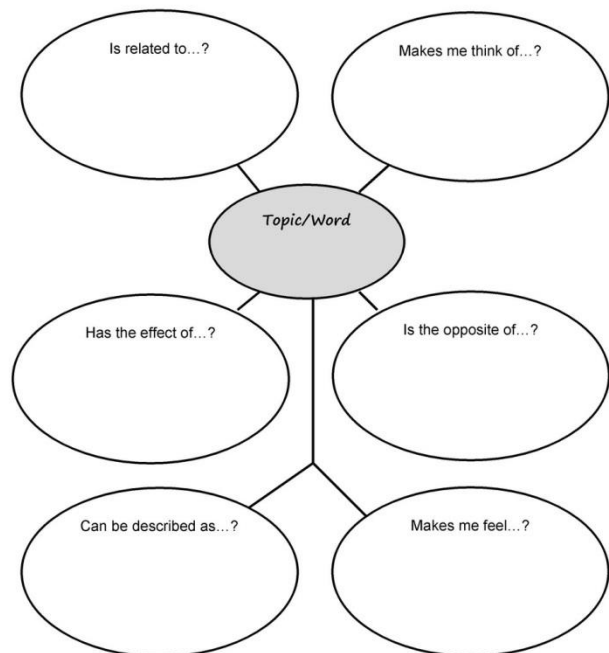 Is related to…?
Makes me think of…?
Topic/Word
Has the effect of…?
Is the opposite of…?
Can be described as…?
Makes me feel…?